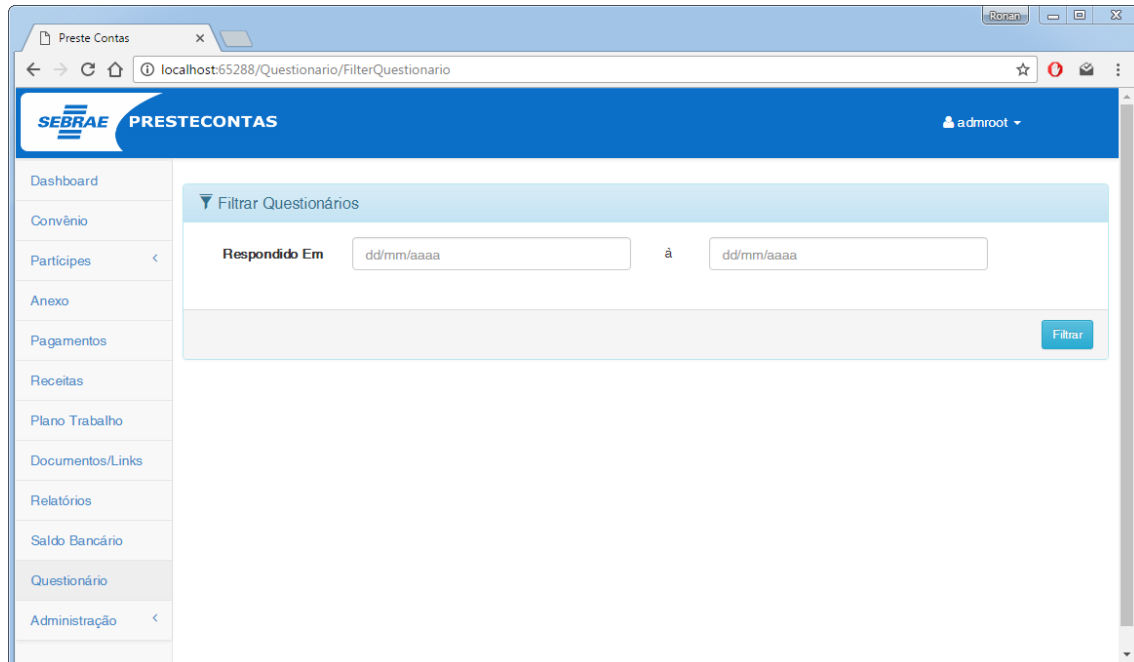 Ronan
Preste Contas
localhost:65288/Questionario/FilterQuestionario
SEBRAE PRESTECONTAS
admroot
Dashboard
Convênio
Partícipes
Anexo
Pagamentos
Receitas
Plano Trabalho
Documentos/Links
Relatórios
Saldo Bancário
Questionário
Administração
Filtrar Questionários
Respondido Em dd/mm/aaaa à dd/mm/aaaa
Filtrar